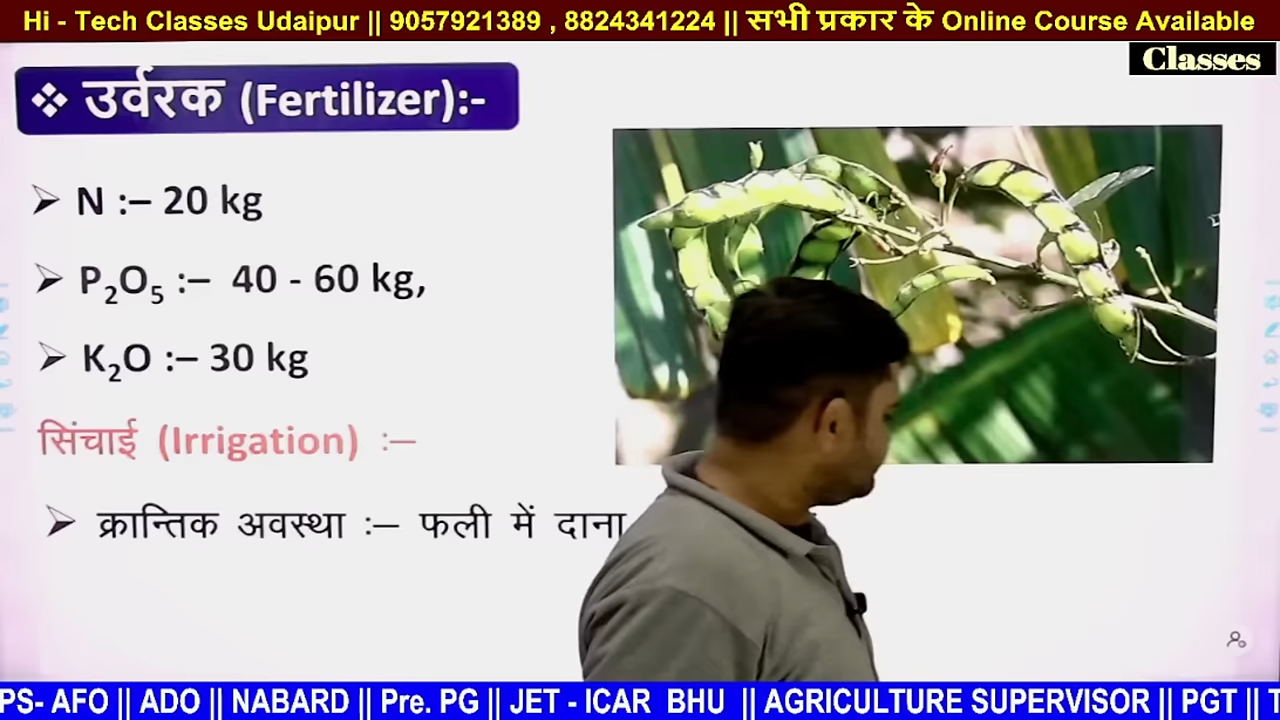 Hi - Tech Classes Udaipur || 9057921389 , 8824341224 || सभी प्रकार के Online Course Available
Classes
❖ उर्वरक (Fertilizer):-
➢ N :– 20 kg
➢ P₂O₅ :– 40 - 60 kg,
➢ K₂O :– 30 kg
सिंचाई (Irrigation) :–
➢ क्रान्तिक अवस्था :– फली में दाना
PS- AFO || ADO || NABARD || Pre. PG || JET - ICAR BHU || AGRICULTURE SUPERVISOR || PGT || T